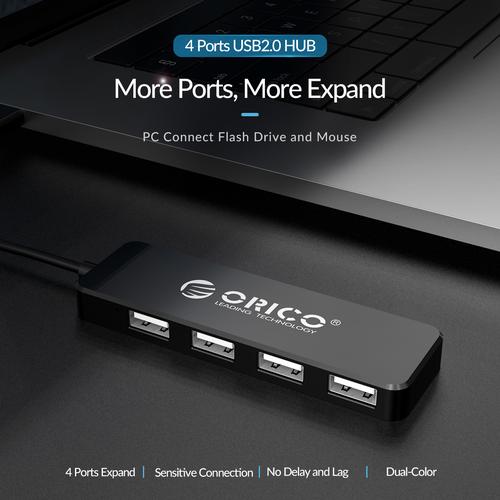 4 Ports USB2.0 HUB
More Ports, More Expand
PC Connect Flash Drive and Mouse
ORICO®
LEADING TECHNOLOGY
4 Ports Expand | Sensitive Connection | No Delay and Lag | Dual-Color